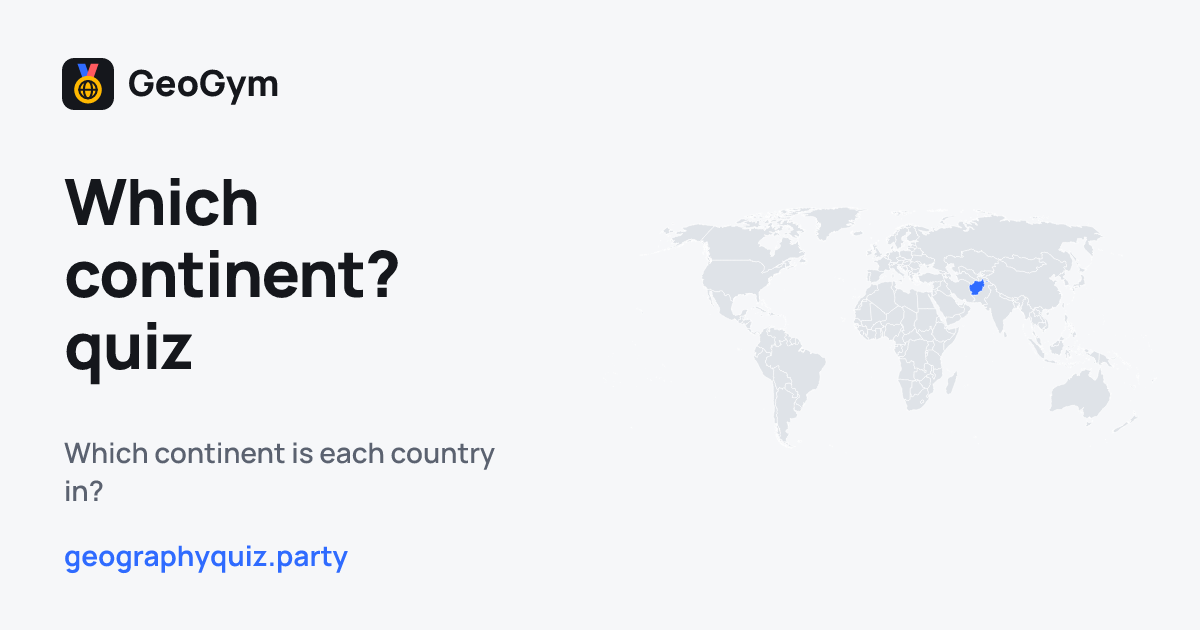 GeoGym
Which
continent?
quiz
Which continent is each country
in?
geographyquiz.party